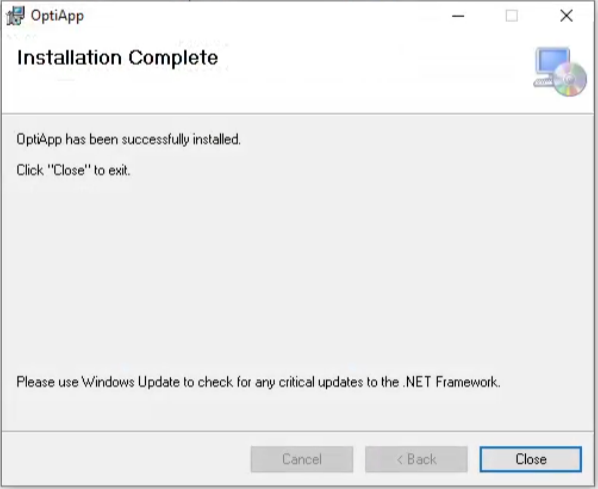 OptiApp
Installation Complete
OptiApp has been successfully installed.
Click "Close" to exit.
Please use Windows Update to check for any critical updates to the .NET Framework.
Cancel
< Back
Close